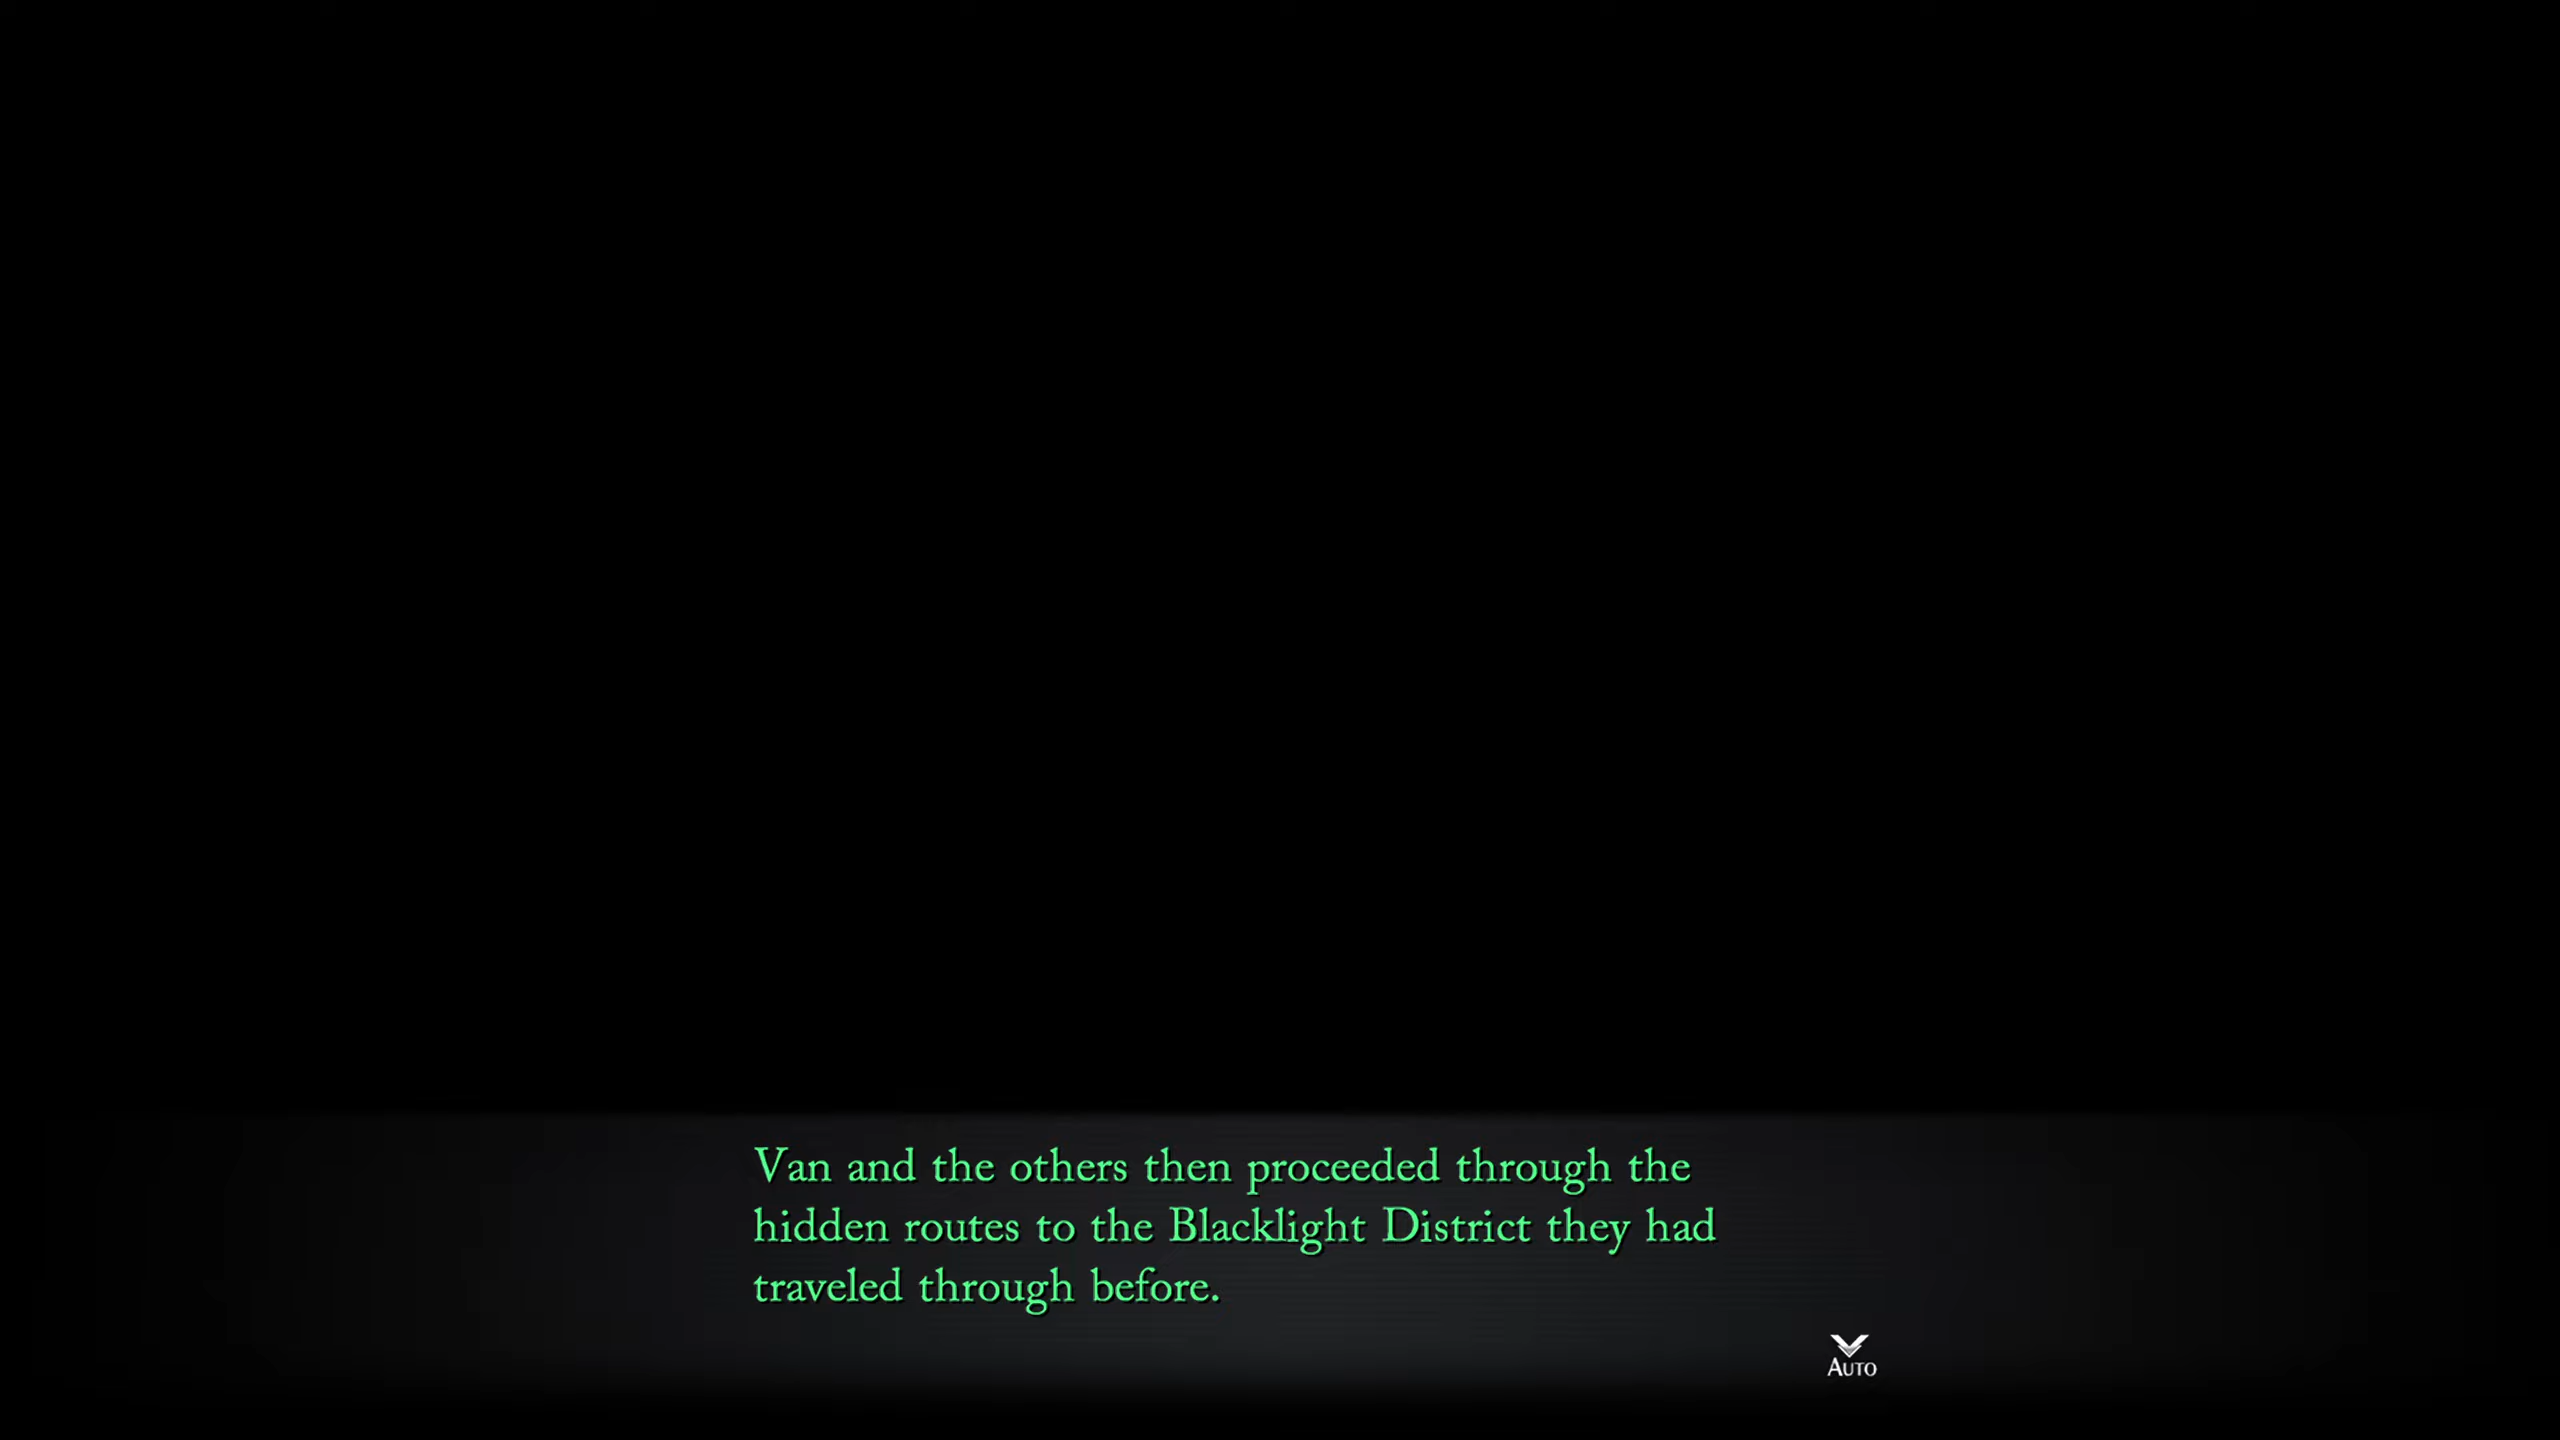 Van and the others then proceeded through the
hidden routes to the Blacklight District they had
traveled through before.
AUTO